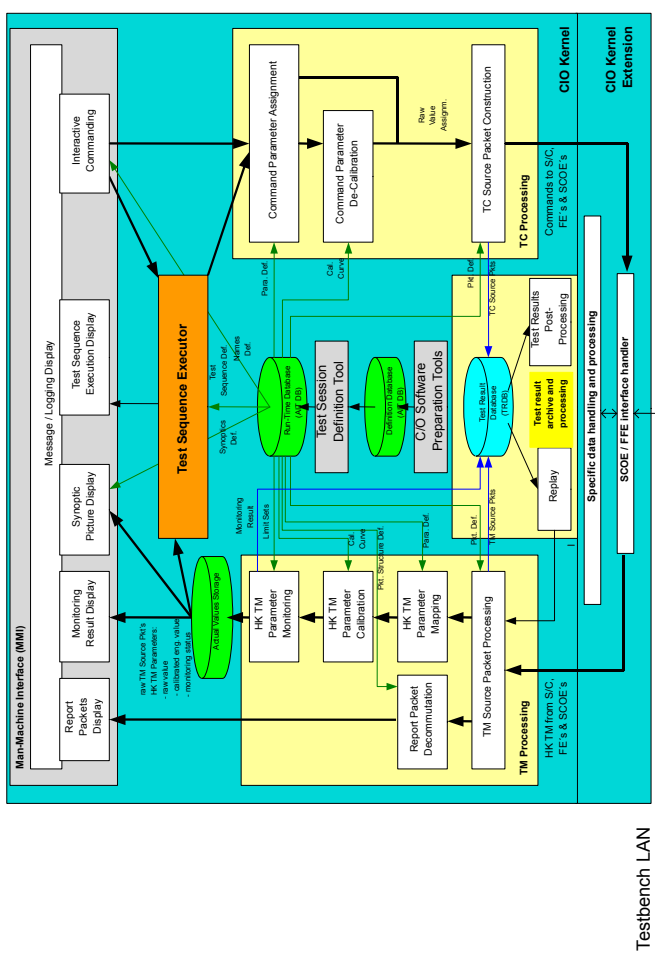 Man-Machine Interface (MMI)
Message / Logging Display
Report
Packets
Display
Monitoring
Result Display
Synoptic
Picture Display
Test Sequence
Execution Display
Interactive
Commanding
raw TM Source Pkt's
HK TM Parameters:
- raw value
- calibrated eng. value
- monitoring status
Actual Values Storage
Test Sequence Executor
Synoptics
Def.
Test
Sequence Def.
Names
Def.
Monitoring
Result
Limit Sets
Run-Time Database
(AIV DB)
Para. Def.
Cal.
Curve
Command Parameter Assignment
Command Parameter
De-Calibration
Raw
Value
Assignm.
HK TM
Parameter
Monitoring
HK TM
Parameter
Calibration
HK TM
Parameter
Mapping
Report Packet
Decommutation
TM Source Packet Processing
TM Processing
Cal.
Curve
Pkt. Structure Def.
Para. Def.
Pkt. Def.
TM Source Pkts
Test Session
Definition Tool
Definition Database
(AIV DB)
C/O Software
Preparation Tools
Test Result
Database
(TRDB)
Pkt. Def.
TC Source Pkts
TC Source Packet Construction
TC Processing
Replay
Test result
archive and
processing
Test Results
Post-
Processing
HK TM from S/C,
FE's & SCOE's
Commands to S/C,
FE's & SCOE's
CIO Kernel
Specific data handling and processing
SCOE / FFE Interface handler
CIO Kernel
Extension
Testbench LAN